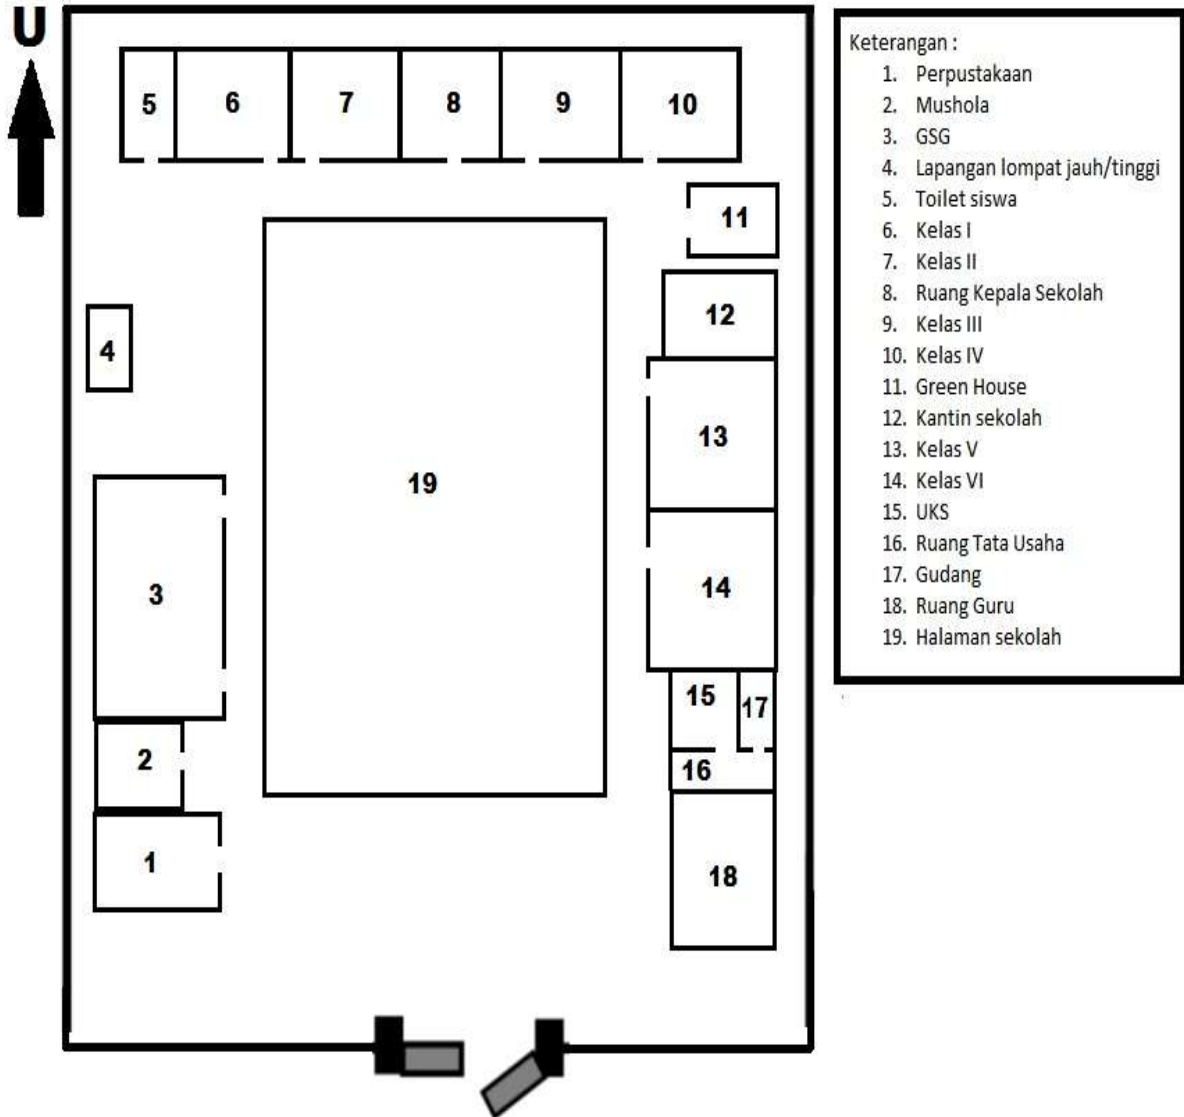 U
5 6 7 8 9 10
11
12
4
13
19
14
3
15
17
2
16
1
18
Keterangan :
1. Perpustakaan
2. Mushola
3. GSG
4. Lapangan lompat jauh/tinggi
5. Toilet siswa
6. Kelas I
7. Kelas II
8. Ruang Kepala Sekolah
9. Kelas III
10. Kelas IV
11. Green House
12. Kantin sekolah
13. Kelas V
14. Kelas VI
15. UKS
16. Ruang Tata Usaha
17. Gudang
18. Ruang Guru
19. Halaman sekolah